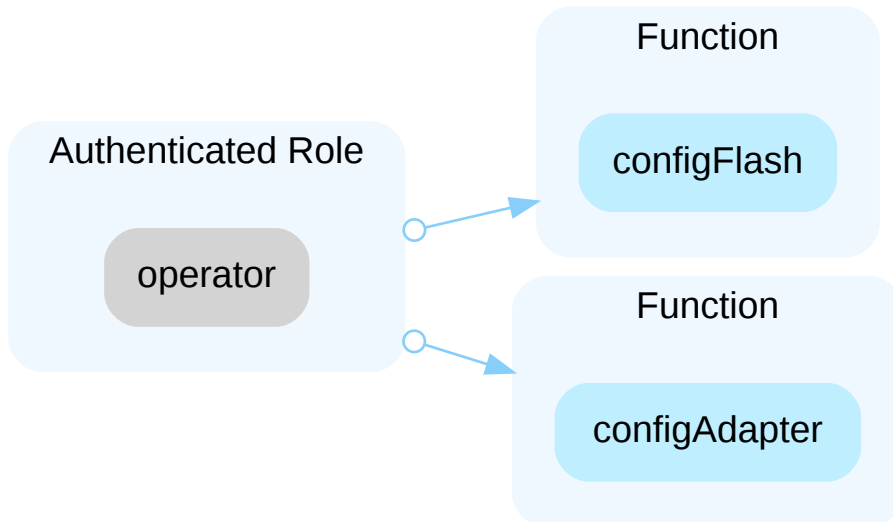 Authenticated Role
operator
Function
configFlash
Function
configAdapter